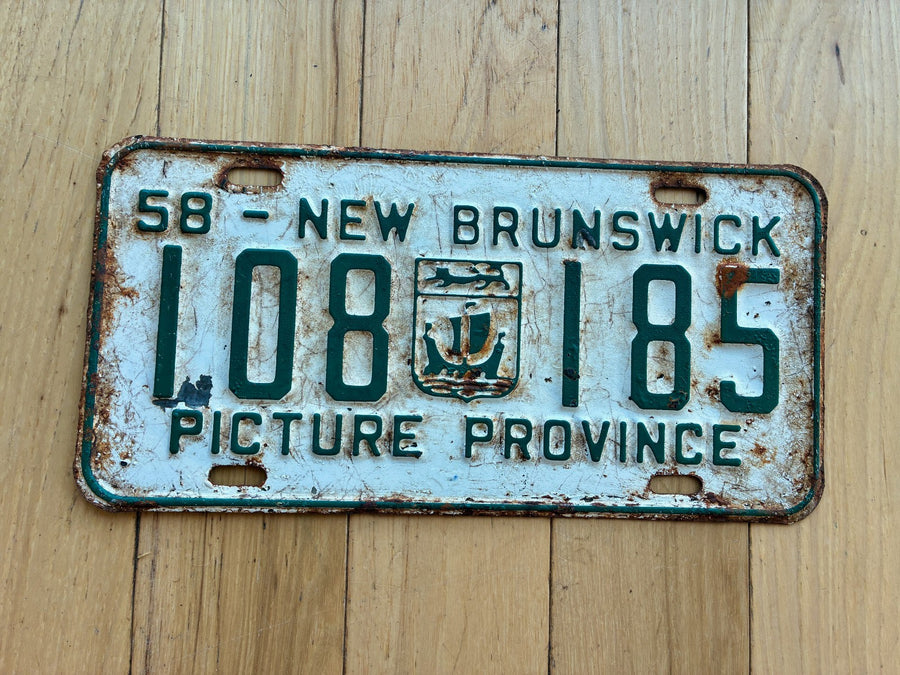 58 - NEW BRUNSWICK
108 185
PICTURE PROVINCE